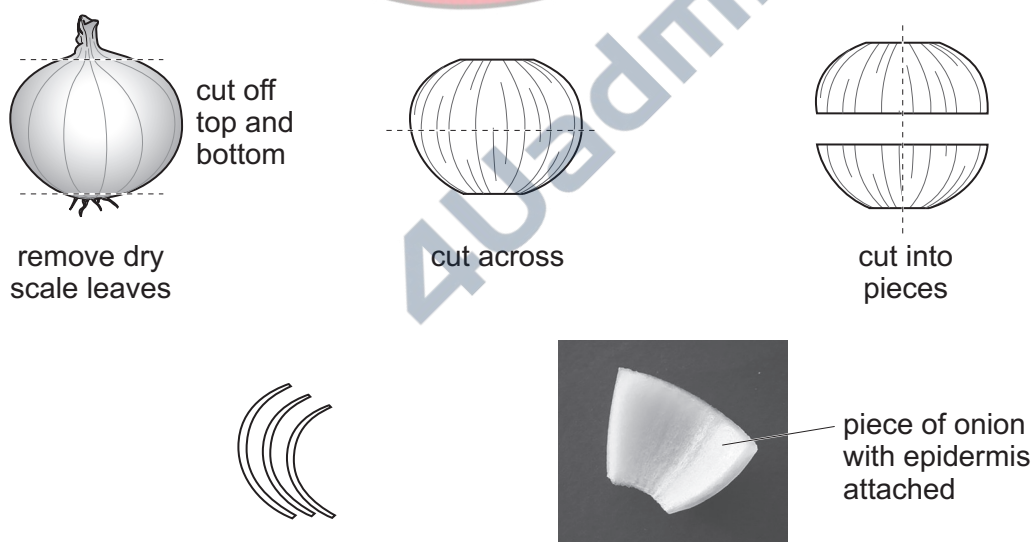 cut off
top and
bottom
remove dry
scale leaves
cut across
cut into
pieces
piece of onion
with epidermis
attached